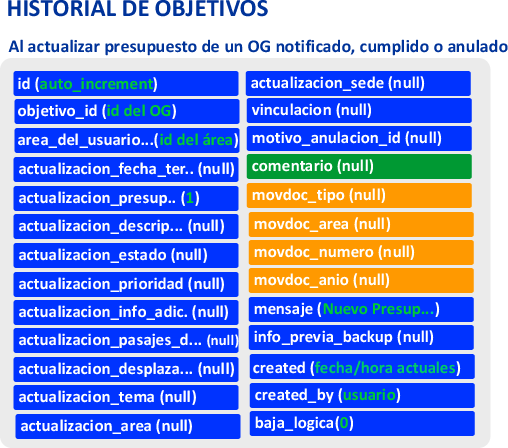 HISTORIAL DE OBJETIVOS
Al actualizar presupuesto de un OG notificado, cumplido o anulado
id (auto_increment)
objetivo_id (id del OG)
area_del_usuario...(id del área)
actualizacion_fecha_ter.. (null)
actualizacion_presup.. (1)
actualizacion_descrip... (null)
actualizacion_estado (null)
actualizacion_prioridad (null)
actualizacion_info_adic. (null)
actualizacion_pasajes_d... (null)
actualizacion_desplaza... (null)
actualizacion_tema (null)
actualizacion_area (null)
actualizacion_sede (null)
vinculacion (null)
motivo_anulacion_id (null)
comentario (null)
movdoc_tipo (null)
movdoc_area (null)
movdoc_numero (null)
movdoc_anio (null)
mensaje (Nuevo Presup...)
info_previa_backup (null)
created (fecha/hora actuales)
created_by (usuario)
baja_logica(0)